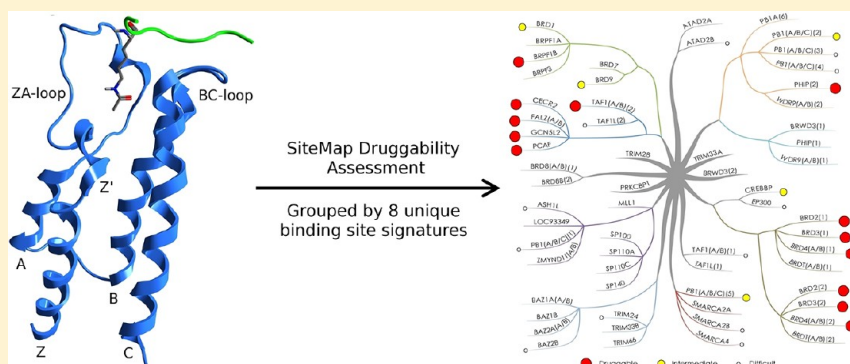 ZA-loop
BC-loop
Z'
A
B
Z
C
SiteMap Druggability
Assessment
Grouped by 8 unique
binding site signatures
BRD1
BRPF1A
BRPF1B
BRPF3
BRD7
BRD9
CECR2
FALZ(A/B)
GCN5L2
PCAF
TAF1(A/B)(2)
TAF1L(2)
BRD8(A/B)(1)
BRD8B(2)
ASH1L
LOC93349
PB1(A/B/C)(1)
ZMYND11(A/B)
TRIM28
PRKCBP1
MLL1
SP100
SP110A
SP110C
SP140
BAZ1A(A/B)
BAZ1B
BAZ2A(A/B)
BAZ2B
TRIM24
TRIM33B
TRIM66
ATAD2A
ATAD2B
PB1A(6)
PB1(A/B/C)(2)
PB1(A/B/C)(3)
PB1(A/B/C)(4)
PHIP(2)
WDR9(A/B)(2)
BRWD3(1)
PHIP(1)
WDR9(A/B)(1)
TRIM33A
BRWD3(2)
CREBBP
EP300
BRD2(1)
BRD3(1)
BRD4(A/B)(1)
BRDT(A/B)(1)
TAF1(A/B)(1)
TAF1L(1)
BRD2(2)
BRD3(2)
BRD4(A/B)(2)
BRDT(A/B)(2)
PB1(A/B/C)(5)
SMARCA2A
SMARCA2B
SMARCA4
Druggable
Intermediate
Difficult